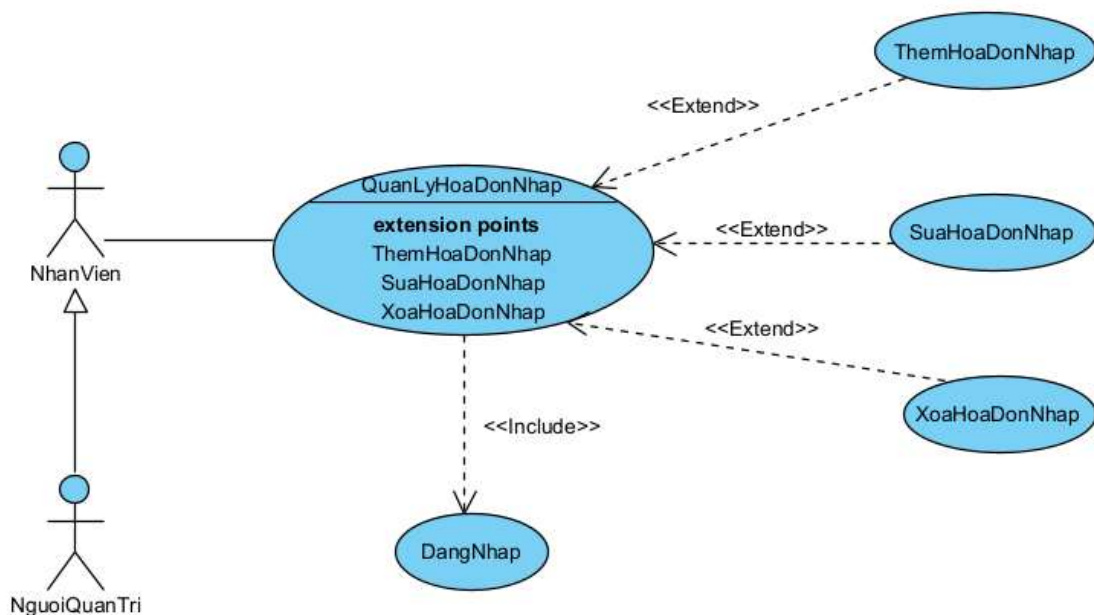 ThemHoaDonNhap
<<Extend>>
QuanLyHoaDonNhap
extension points
ThemHoaDonNhap
SuaHoaDonNhap
XoaHoaDonNhap
<<Extend>>
SuaHoaDonNhap
NhanVien
<<Extend>>
XoaHoaDonNhap
<<Include>>
DangNhap
NguoiQuanTri